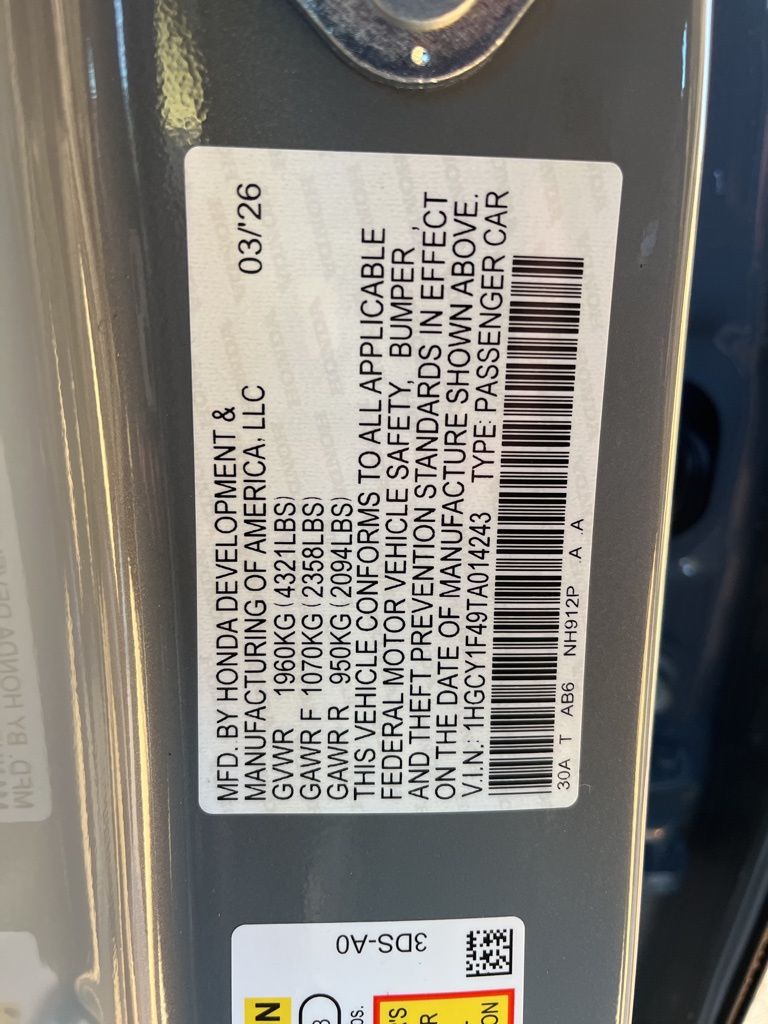 MFD. BY HONDA DEVELOPMENT & 03/'26
MANUFACTURING OF AMERICA, LLC
GVWR 1960KG (4321LBS)
GAWR F 1070KG (2358LBS)
GAWR R 950KG (2094LBS)
THIS VEHICLE CONFORMS TO ALL APPLICABLE
FEDERAL MOTOR VEHICLE SAFETY, BUMPER ,
AND THEFT PREVENTION STANDARDS IN EFFECT
ON THE DATE OF MANUFACTURE SHOWN ABOVE.
V.I.N.: 1HGCY1F49TA014243 TYPE: PASSENGER CAR
30A T AB6 NH912P .A .A
3DS-A0